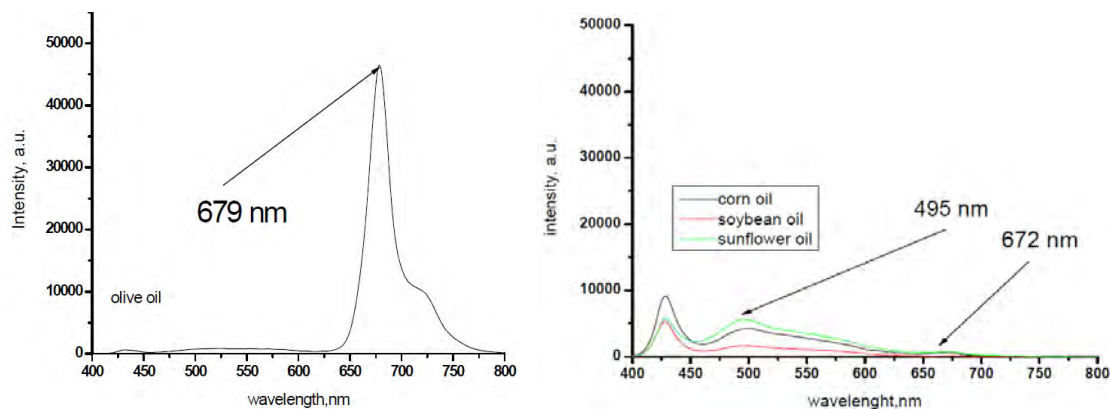 50000
40000
30000
20000
10000
0
Intensity, a.u.
679 nm
olive oil
400 450 500 550 600 650 700 750 800
wavelength,nm
50000
40000
30000
20000
10000
0
intensity, a.u.
corn oil
soybean oil
sunflower oil
495 nm
672 nm
400 450 500 550 600 650 700 750 800
wavelenght,nm